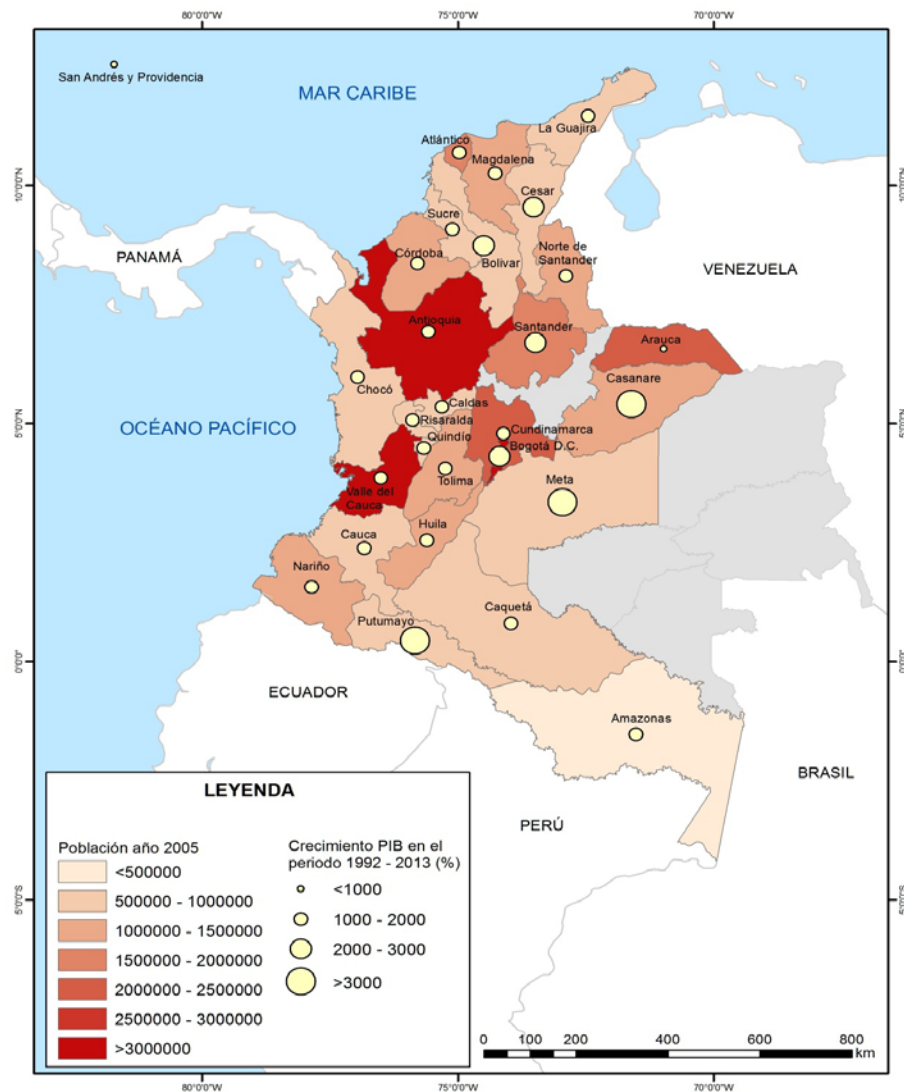 80°0'0"W
75°0'0"W
70°0'0"W
San Andrés y Providencia
MAR CARIBE
La Guajira
Atlántico
Magdalena
10°0'0"N
Cesar
Sucre
PANAMÁ
Córdoba
Bolivar
Norte de
Santander
VENEZUELA
Antioquia
Santander
Arauca
Casanare
Chocó
Caldas
OCÉANO PACÍFICO
Risaralda
Quindío
Cundinamarca
Bogotá D.C.
Valle del
Cauca
Tolima
Meta
Cauca
Huila
Nariño
Caquetá
Putumayo
0°0'0"
ECUADOR
Amazonas
BRASIL
PERÚ
LEYENDA
Población año 2005
<500000
500000 - 1000000
1000000 - 1500000
1500000 - 2000000
2000000 - 2500000
2500000 - 3000000
>3000000
Crecimiento PIB en el
periodo 1992 - 2013 (%)
<1000
1000 - 2000
2000 - 3000
>3000
0 200 400 600 800
km
80°0'0"W
75°0'0"W
70°0'0"W